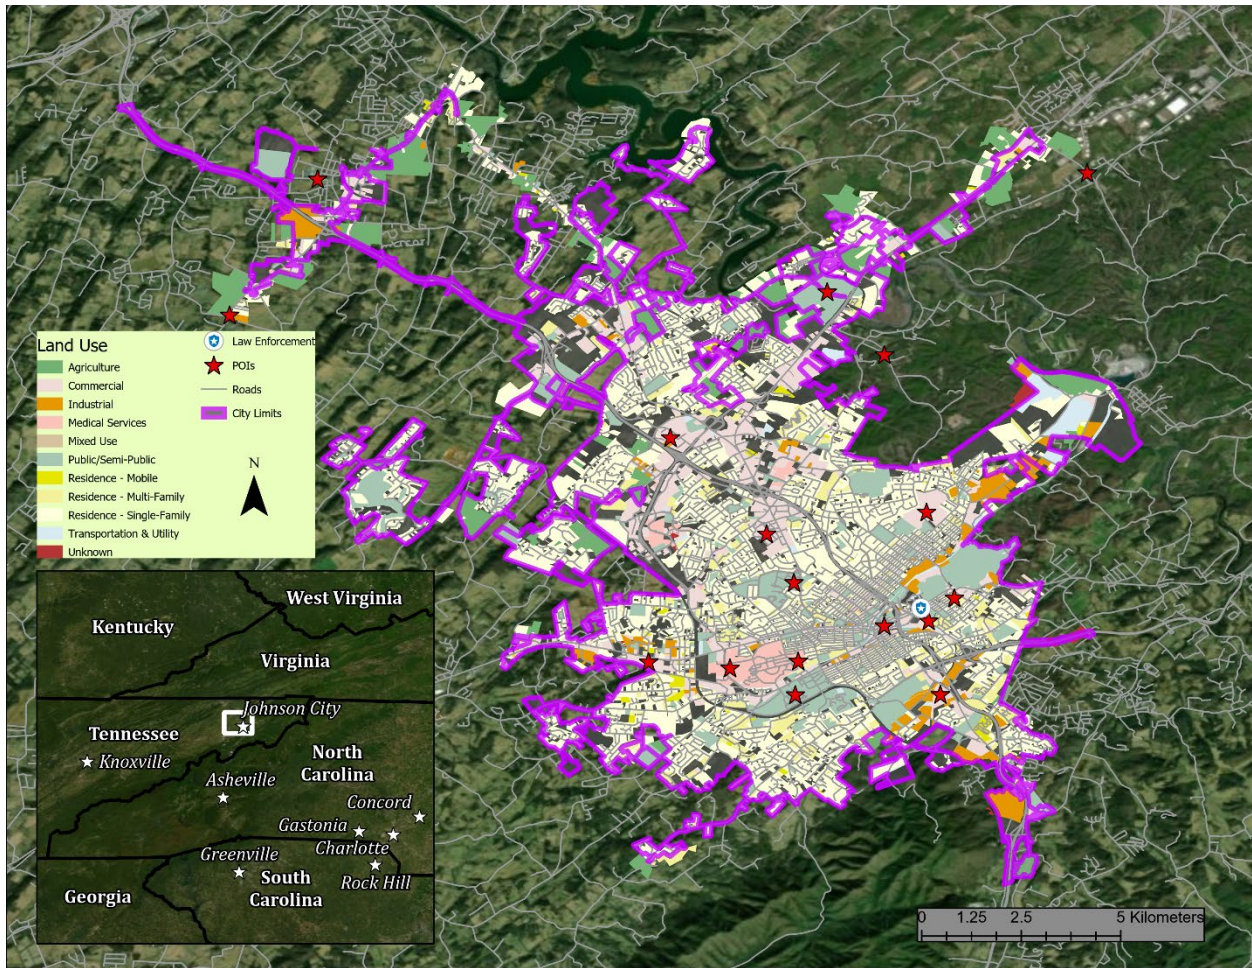 Land Use
Agriculture
Commercial
Industrial
Medical Services
Mixed Use
Public/Semi-Public
Residence - Mobile
Residence - Multi-Family
Residence - Single-Family
Transportation & Utility
Unknown
Law Enforcement
POIs
Roads
City Limits
N
West Virginia
Kentucky
Virginia
Johnson City
Tennessee
Knoxville
North
Carolina
Asheville
Concord
Gastonia
Charlotte
Greenville
Rock Hill
South
Carolina
Georgia
0 1.25 2.5 5 Kilometers